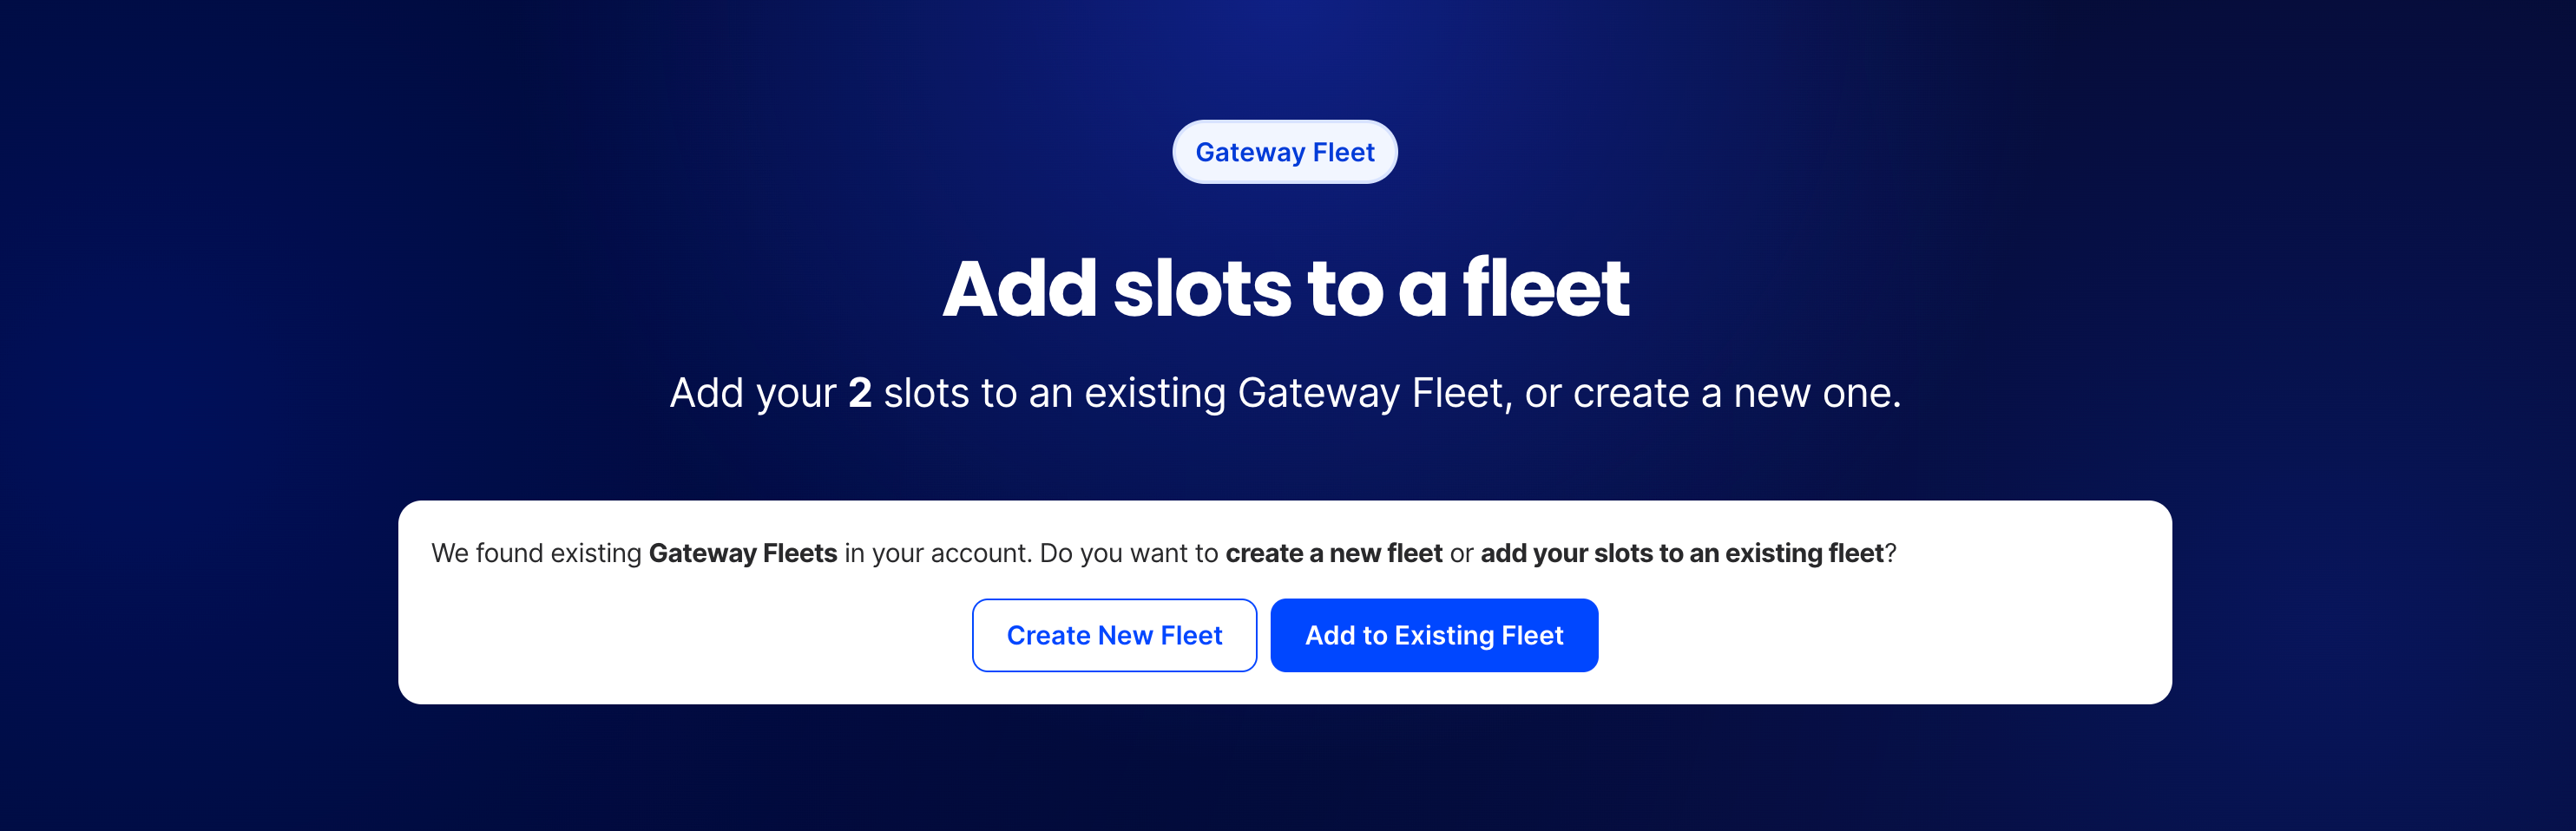 Gateway Fleet
Add slots to a fleet
Add your 2 slots to an existing Gateway Fleet, or create a new one.
We found existing Gateway Fleets in your account. Do you want to create a new fleet or add your slots to an existing fleet?
Create New Fleet
Add to Existing Fleet